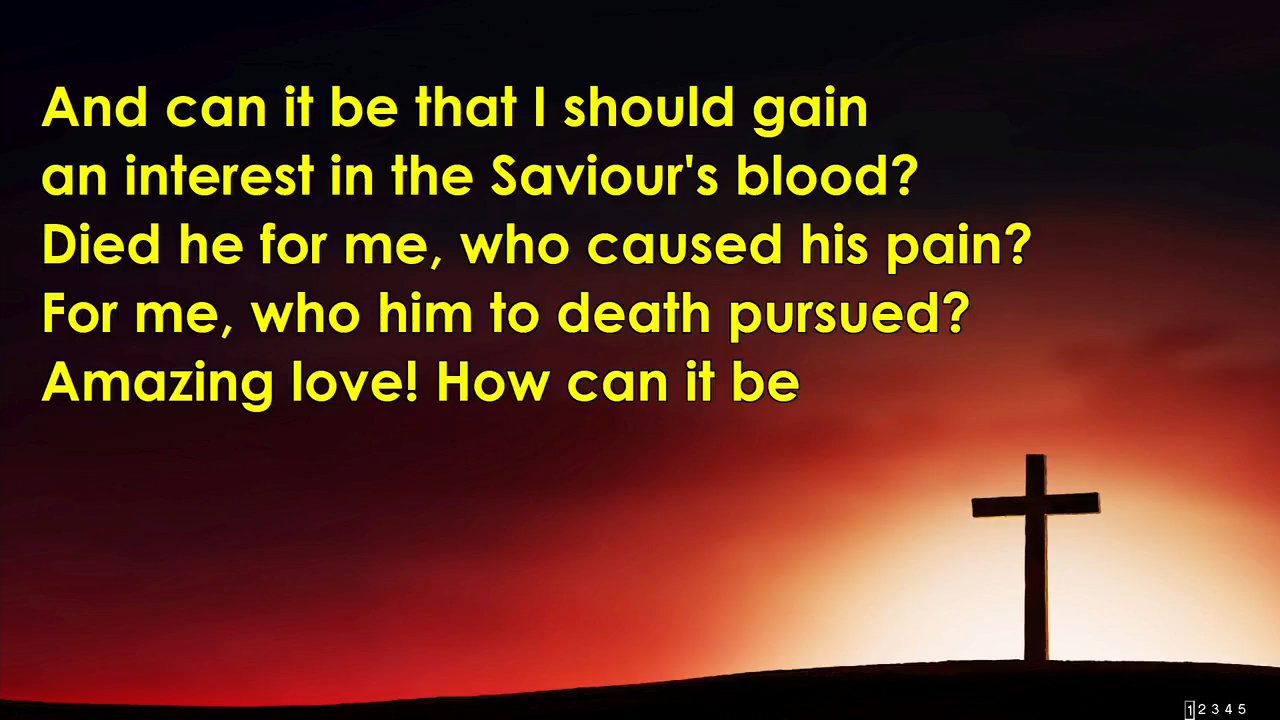 And can it be that I should gain
an interest in the Saviour's blood?
Died he for me, who caused his pain?
For me, who him to death pursued?
Amazing love! How can it be
1 2 3 4 5